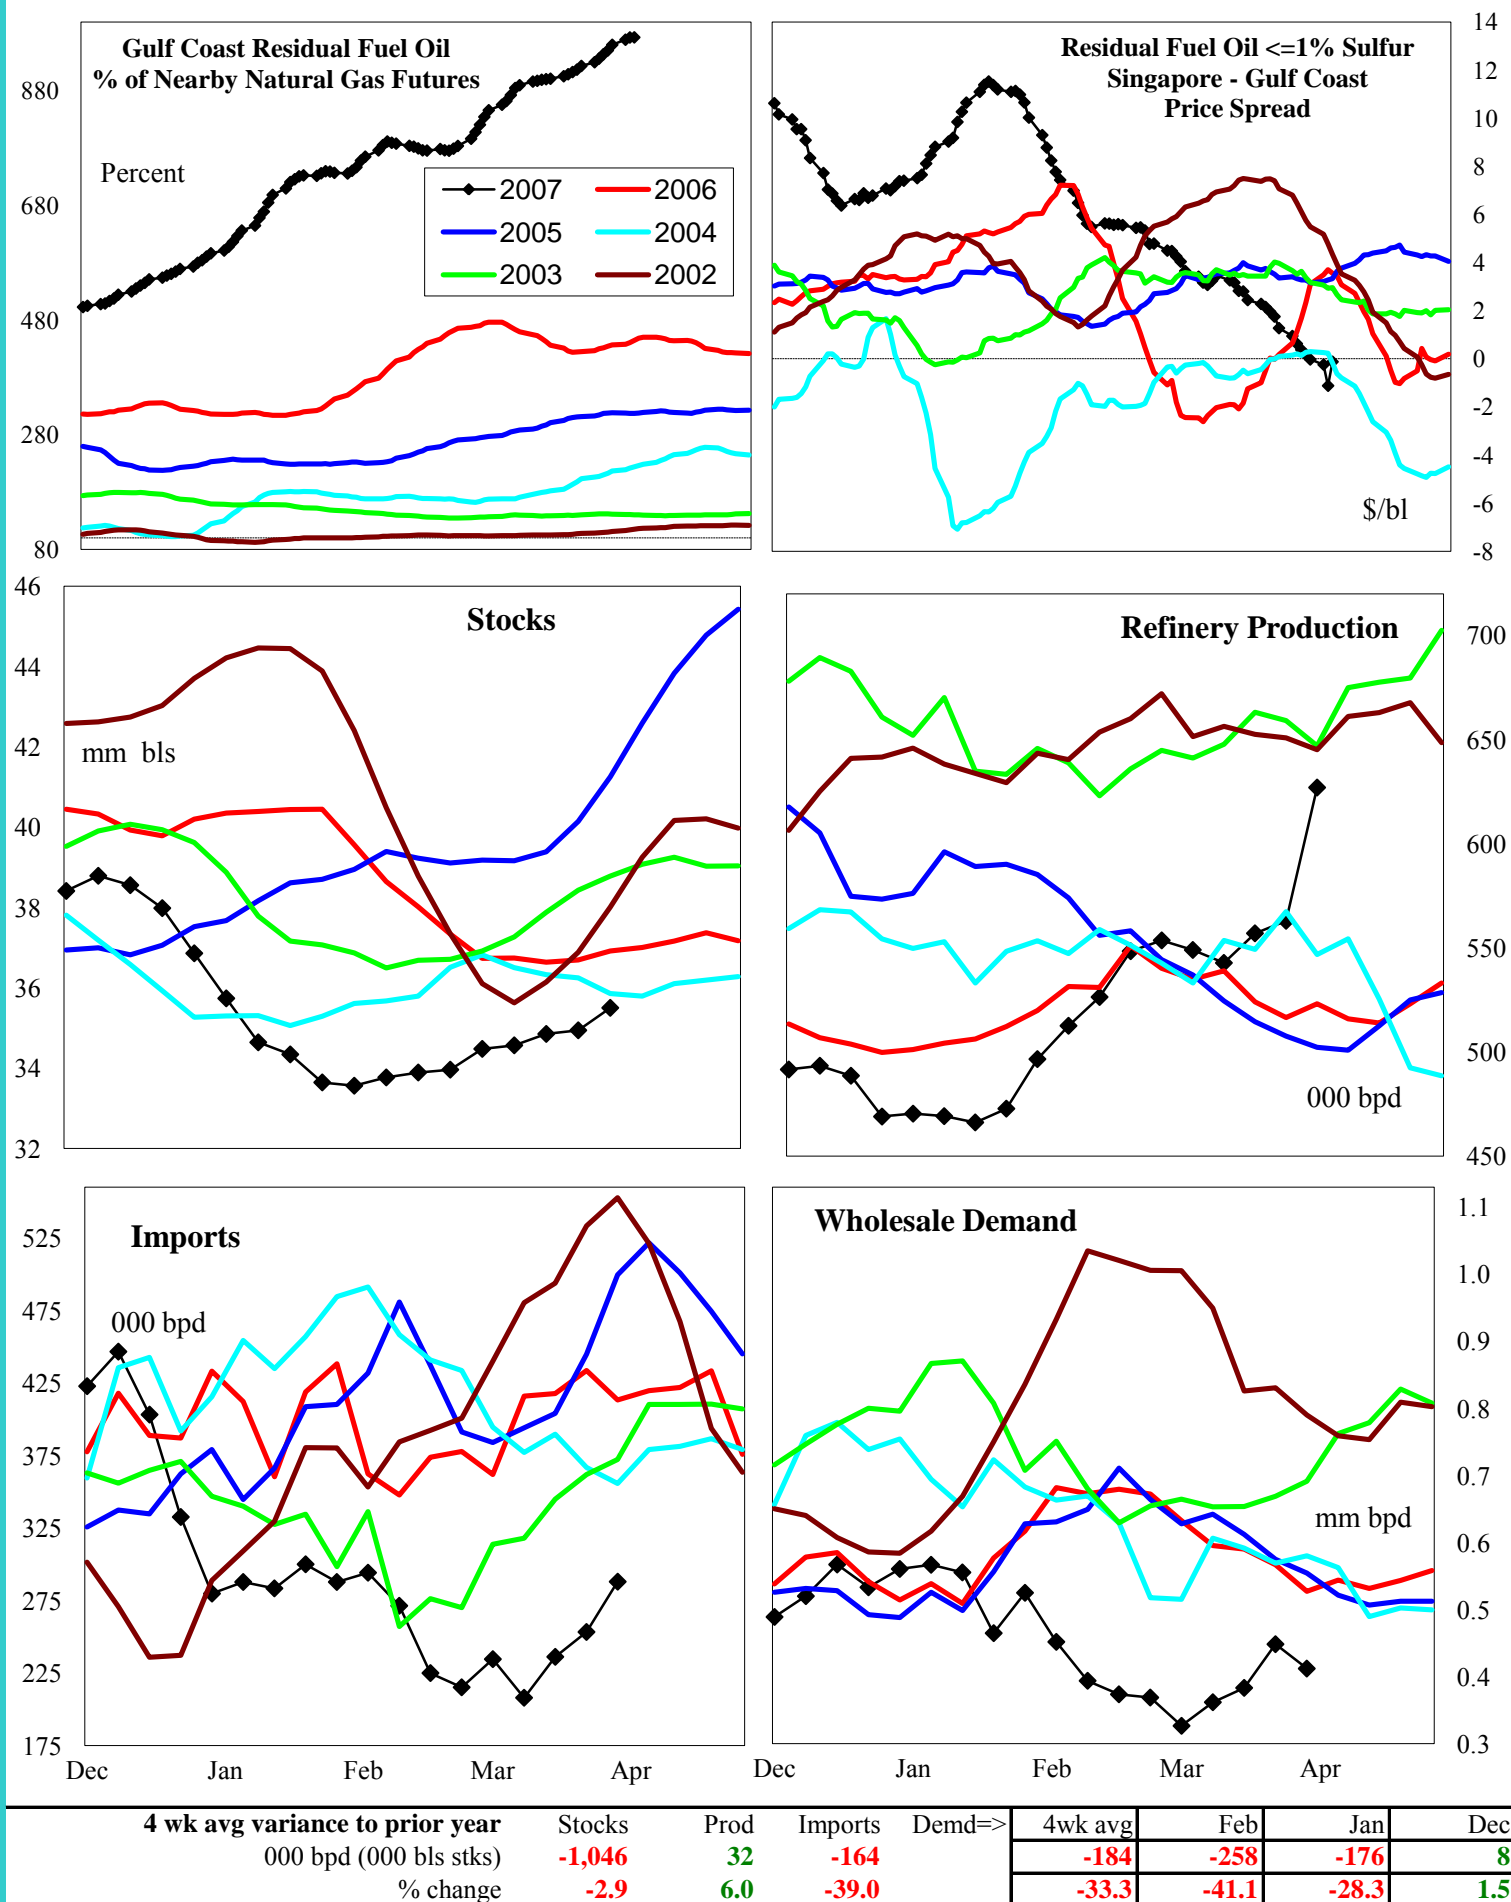 Gulf Coast Residual Fuel Oil
% of Nearby Natural Gas Futures
Percent
880
680
480
280
80
2007 2006
2005 2004
2003 2002
Residual Fuel Oil <=1% Sulfur
Singapore - Gulf Coast
Price Spread
$/bl
14
12
10
8
6
4
2
0
-2
-4
-6
-8
Stocks
mm bls
46
44
42
40
38
36
34
32
Refinery Production
000 bpd
700
650
600
550
500
450
Imports
000 bpd
525
475
425
375
325
275
225
175
Dec Jan Feb Mar Apr
Wholesale Demand
mm bpd
1.1
1.0
0.9
0.8
0.7
0.6
0.5
0.4
0.3
Dec Jan Feb Mar Apr
4 wk avg variance to prior year Stocks Prod Imports Demd=> 4wk avg Feb Jan Dec
000 bpd (000 bls stks) -1,046 32 -164 -184 -258 -176 8
% change -2.9 6.0 -39.0 -33.3 -41.1 -28.3 1.5